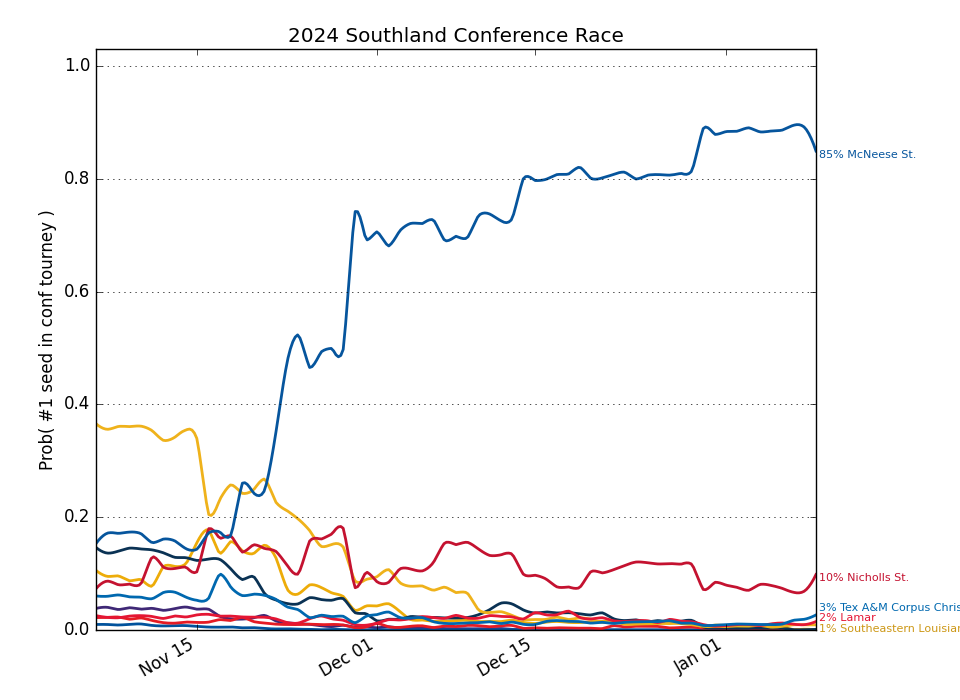 2024 Southland Conference Race
Prob( #1 seed in conf tourney )
1.0
0.8
0.6
0.4
0.2
0.0
Nov 15
Dec 01
Dec 15
Jan 01
85% McNeese St.
10% Nicholls St.
3% Tex A&M Corpus Chris
2% Lamar
1% Southeastern Louisian